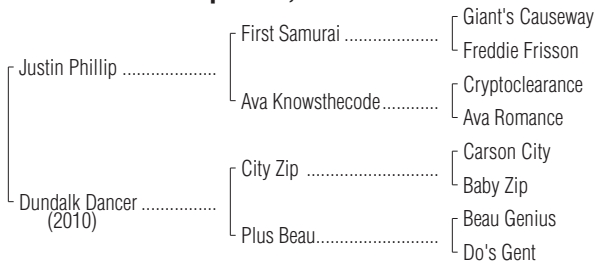 Giant's Causeway
First Samurai ...................
Freddie Frisson
Justin Phillip ...................
Cryptoclearance
Ava Knowsthecode............
Ava Romance
Carson City
City Zip ..........................
Baby Zip
Dundalk Dancer ...............
(2010)
Beau Genius
Plus Beau.........................
Do's Gent